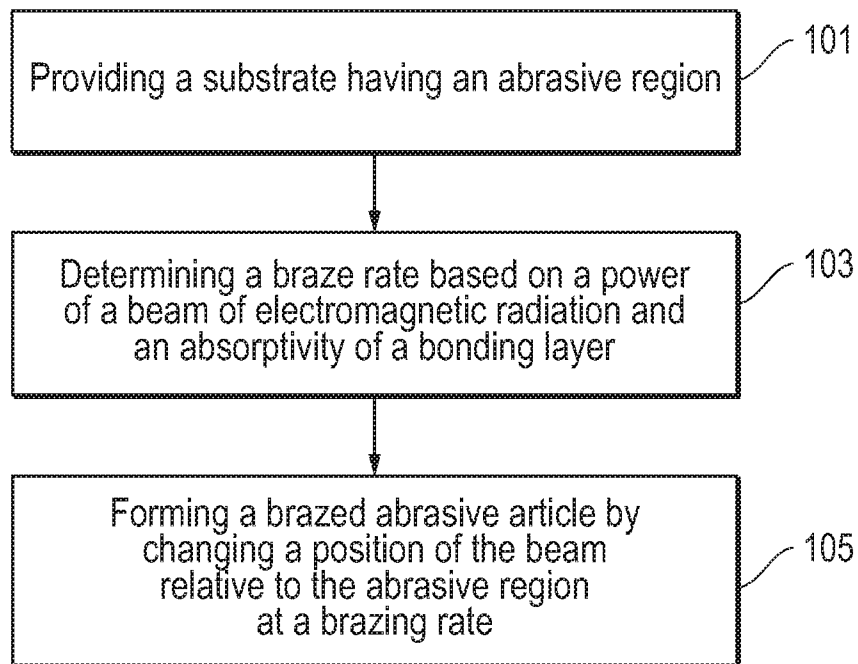 101
Providing a substrate having an abrasive region
103
Determining a braze rate based on a power
of a beam of electromagnetic radiation and
an absorptivity of a bonding layer
Forming a brazed abrasive article by
changing a position of the beam
relative to the abrasive region
at a brazing rate
105